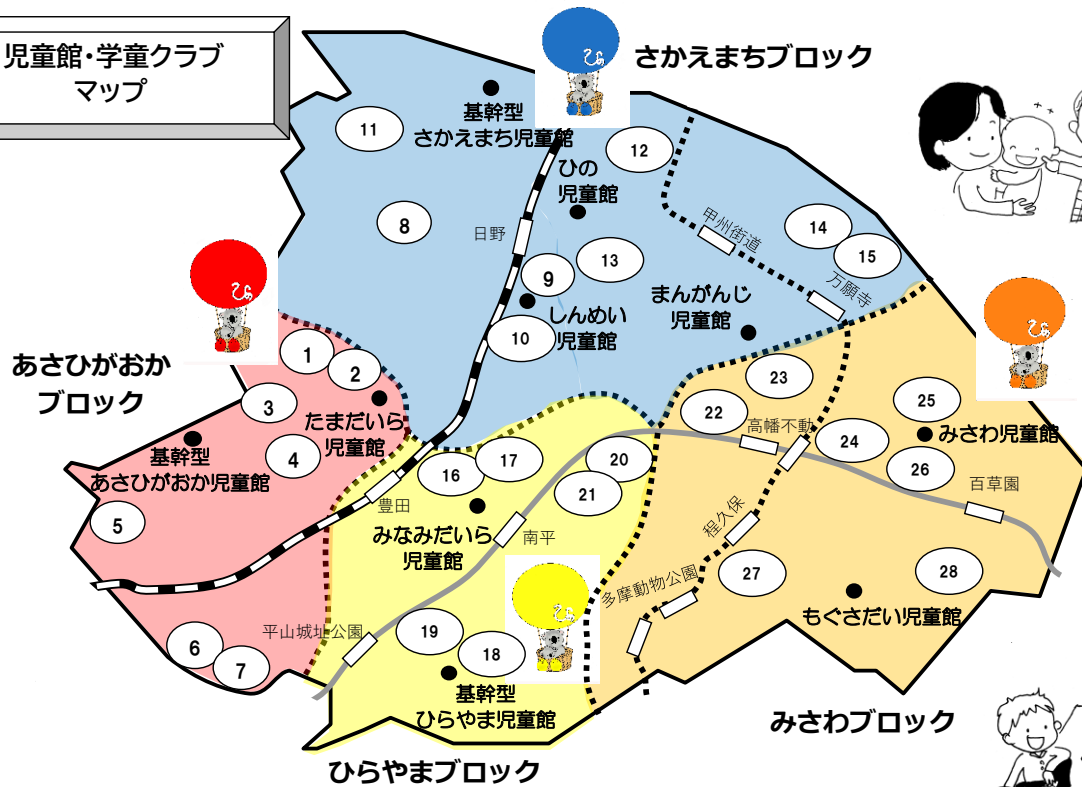 児童館・学童クラブ
マップ
さかえまちブロック
基幹型
さかえまち児童館
11
12
ひの
児童館
8
日野
甲州街道
14
15
9
13
万願寺
まんがんじ
児童館
しんめい
児童館
10
あさひがおか
ブロック
1
2
3
たまだいら
児童館
4
基幹型
あさひがおか児童館
5
6
7
豊田
16
17
20
21
みなみだいら
児童館
南平
平山城址公園
19
18
基幹型
ひらやま児童館
ひらやまブロック
23
22
高幡不動
24
25
みさわ児童館
26
百草園
程久保
27
多摩動物公園
28
もぐさだい児童館
みさわブロック